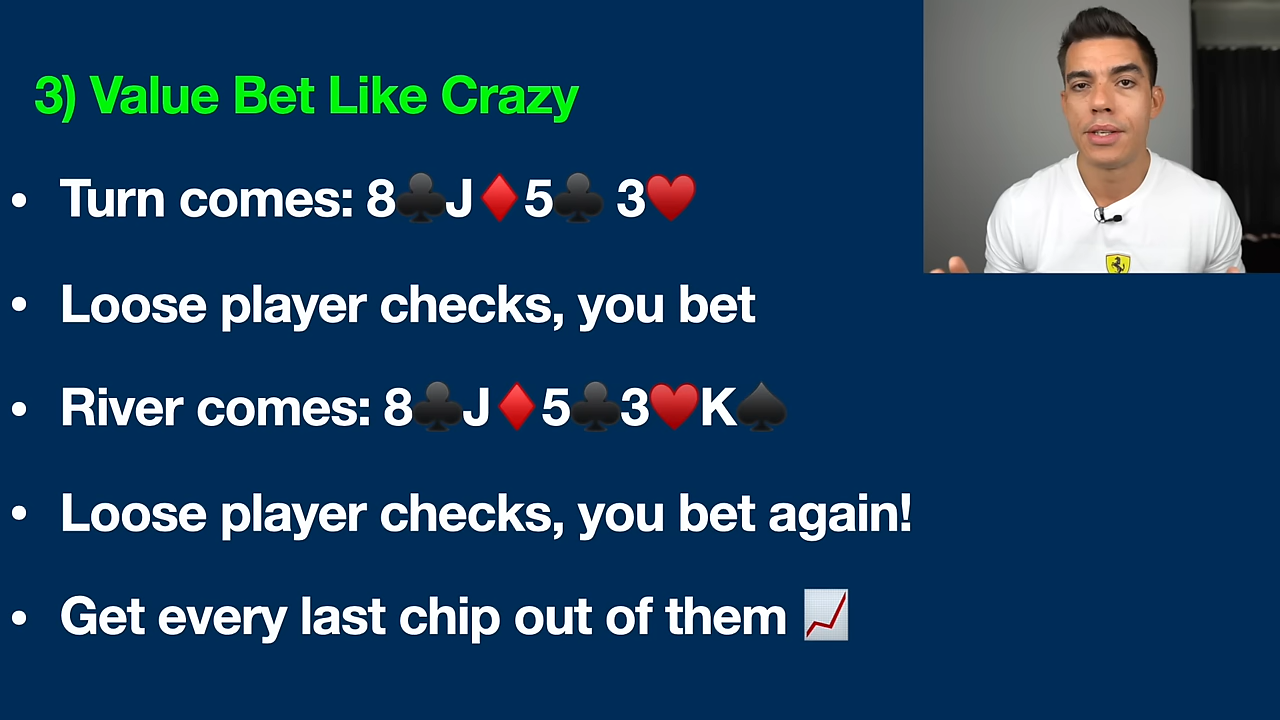 3) Value Bet Like Crazy
• Turn comes: 8♣️J♦️5♣️ 3♥️
• Loose player checks, you bet
• River comes: 8♣️J♦️5♣️3♥️K♠️
• Loose player checks, you bet again!
• Get every last chip out of them 📈